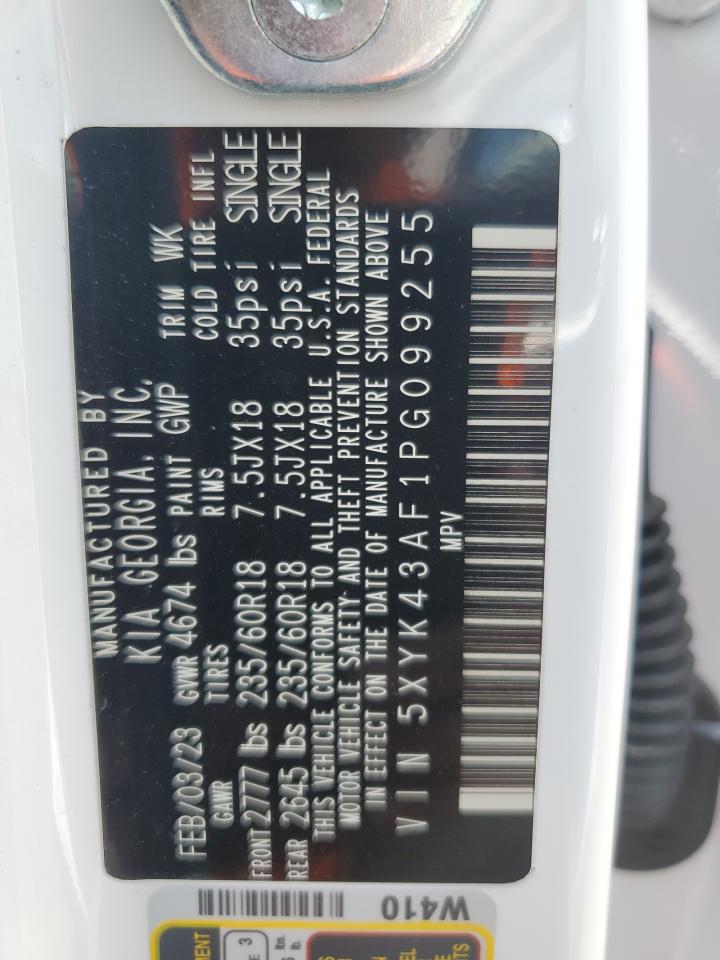 MANUFACTURED BY
KIA GEORGIA, INC.
FEB/03/23 GVWR 4674 lbs PAINT GWP TRIM WK
GAWR TIRES RIMS COLD TIRE INFL
FRONT 2777 lbs 235/60R18 7.5JX18 35psi SINGLE
REAR 2645 lbs 235/60R18 7.5JX18 35psi SINGLE
THIS VEHICLE CONFORMS TO ALL APPLICABLE U.S.A. FEDERAL
MOTOR VEHICLE SAFETY AND THEFT PREVENTION STANDARDS
IN EFFECT ON THE DATE OF MANUFACTURE SHOWN ABOVE
VIN 5XYK43AF1PG099255
MPV
W410
3
lbs.
lb.